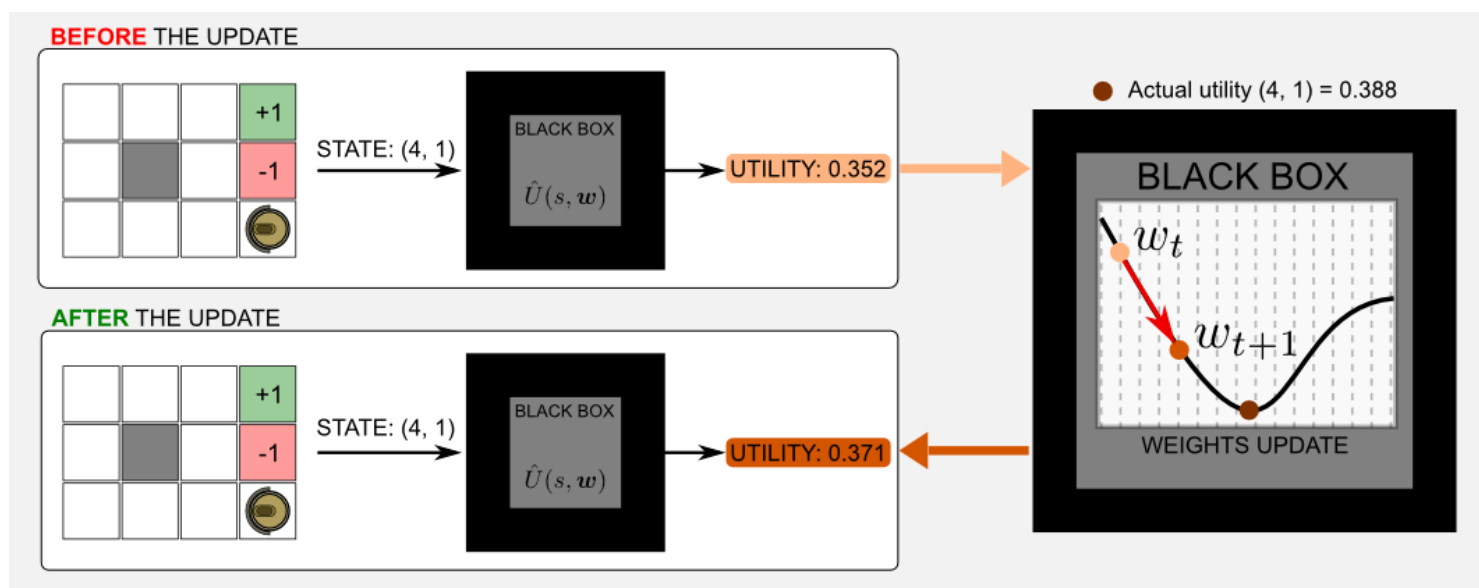 BEFORE THE UPDATE
+1
-1
STATE: (4, 1)
BLACK BOX
Û(s, w)
UTILITY: 0.352
AFTER THE UPDATE
+1
-1
STATE: (4, 1)
BLACK BOX
Û(s, w)
UTILITY: 0.371
Actual utility (4, 1) = 0.388
BLACK BOX
w_t
w_{t+1}
WEIGHTS UPDATE